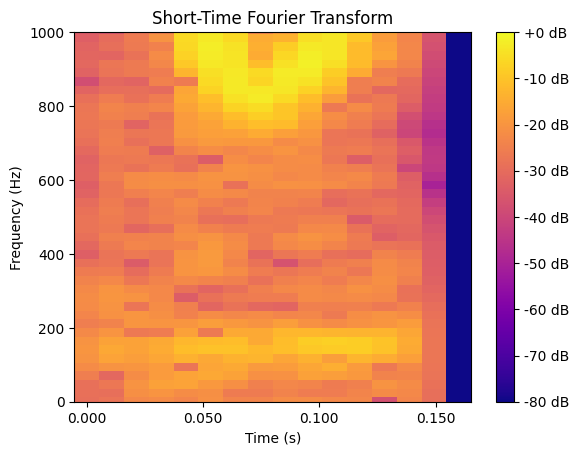 Short-Time Fourier Transform
1000
800
600
400
200
0
Frequency (Hz)
0.000
0.050
0.100
0.150
Time (s)
+0 dB
-10 dB
-20 dB
-30 dB
-40 dB
-50 dB
-60 dB
-70 dB
-80 dB